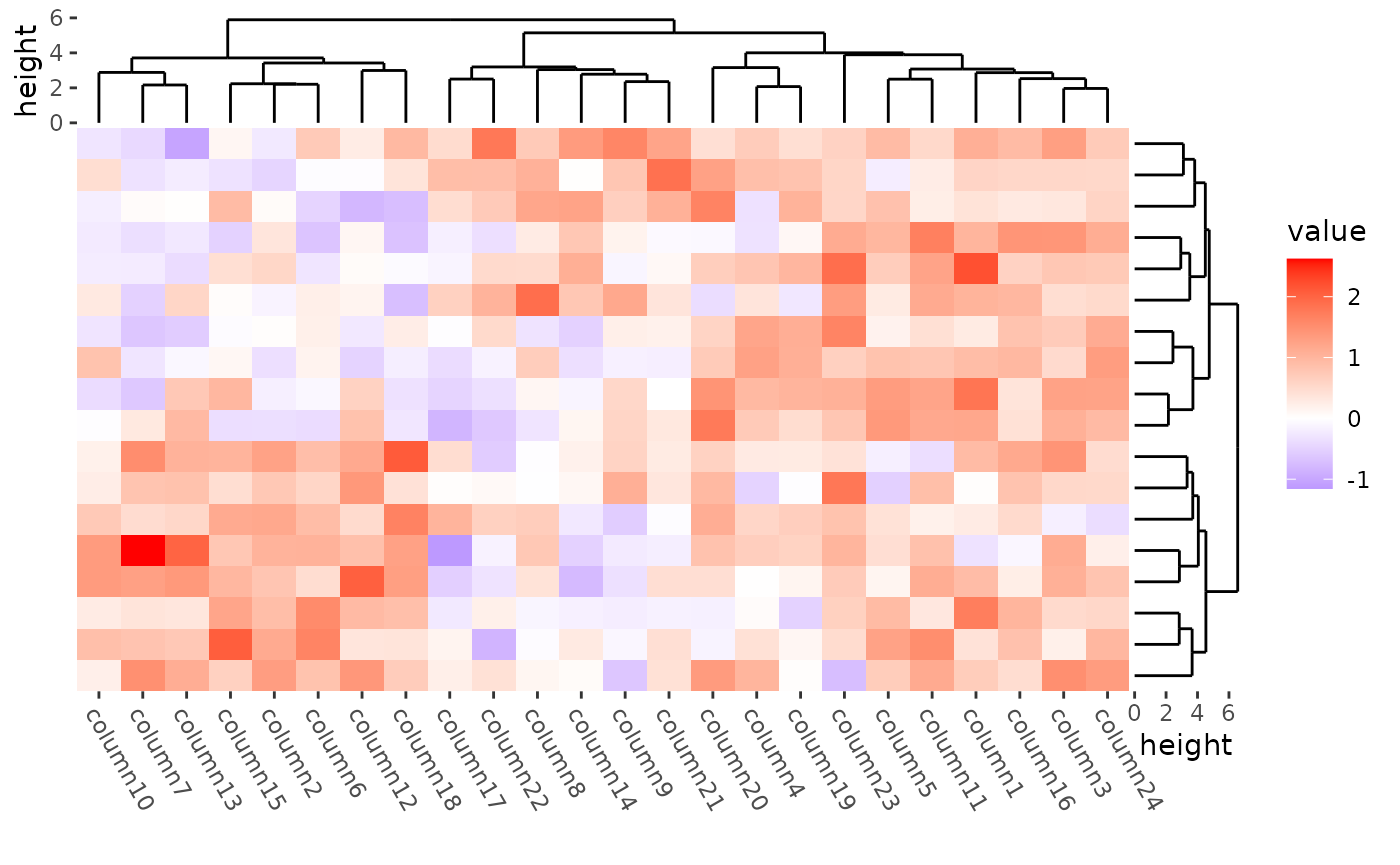 height
6
4
2
0
value
2
1
0
-1
column10
column7
column13
column15
column2
column6
column12
column18
column17
column22
column8
column14
column9
column21
column20
column4
column19
column23
column5
column11
column1
column16
column3
column24
0 2 4 6
height